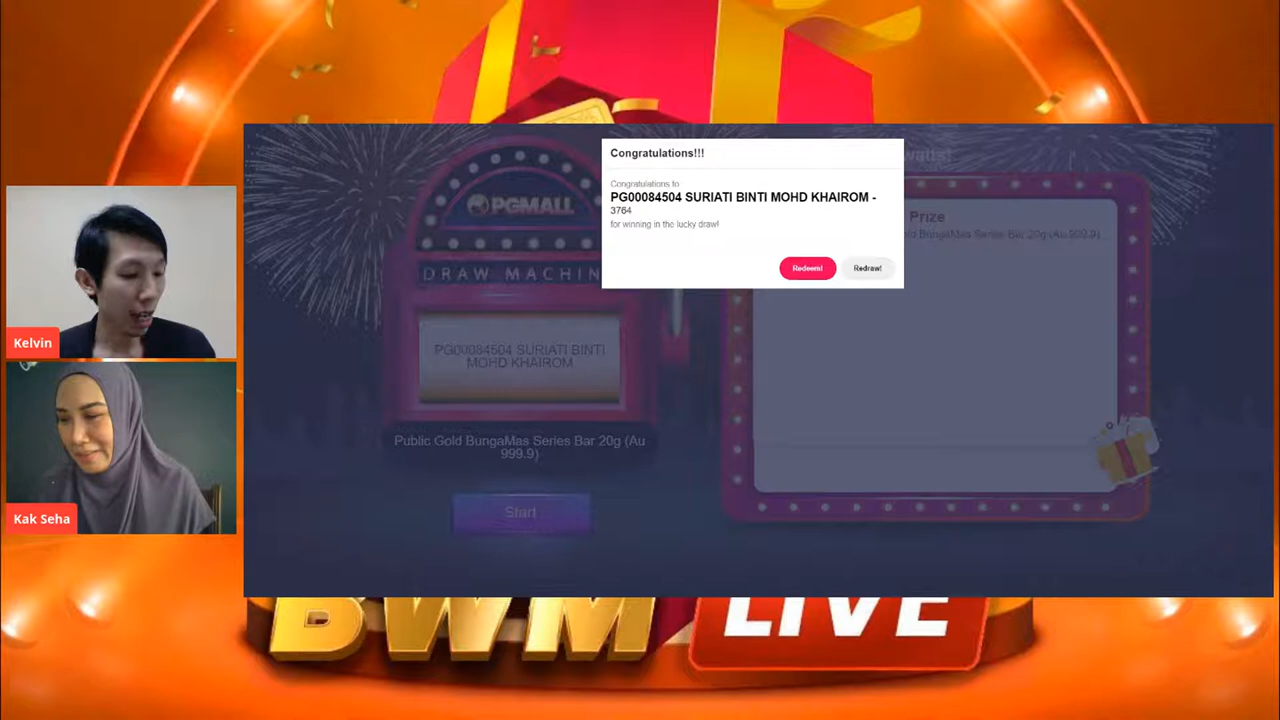 Congratulations!!!
Congratulations to
PG00084504 SURIATI BINTI MOHD KHAIROM -
3764
for winning in the lucky draw!
Redeem!
Redraw!
PGMALL
DRAW MACHIN
PG00084504 SURIATI BINTI
MOHD KHAIROM
Public Gold BungaMas Series Bar 20g (Au
999.9)
Start
Prize
old BungaMas Series Bar 20g (Au 999.9)
Kelvin
Kak Seha
BWM LIVE